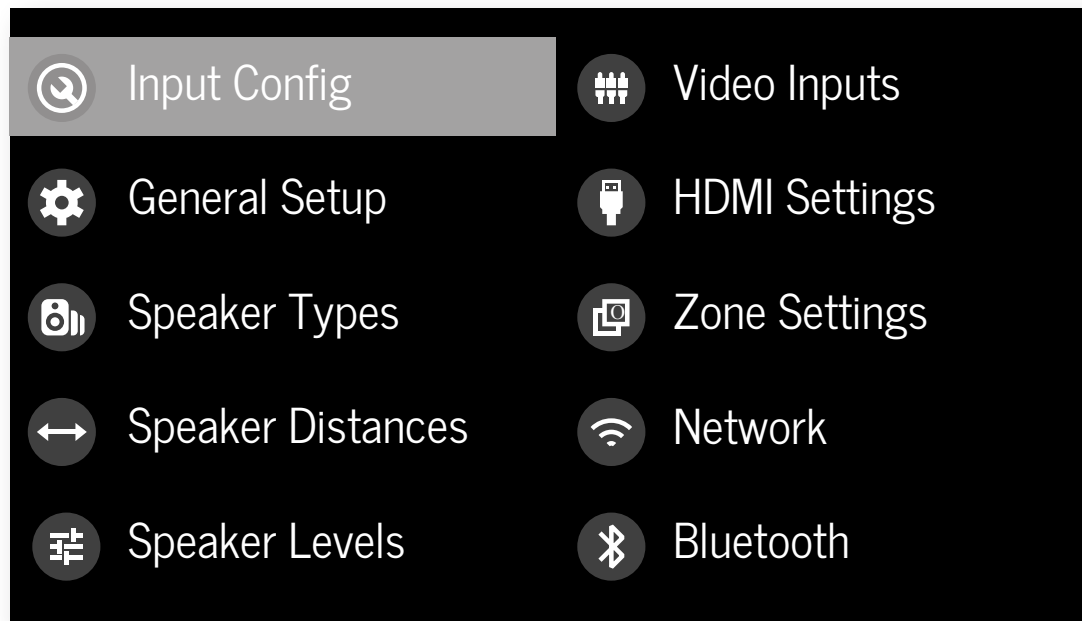 Input Config
General Setup
Speaker Types
Speaker Distances
Speaker Levels
Video Inputs
HDMI Settings
O
Zone Settings
Network
Bluetooth